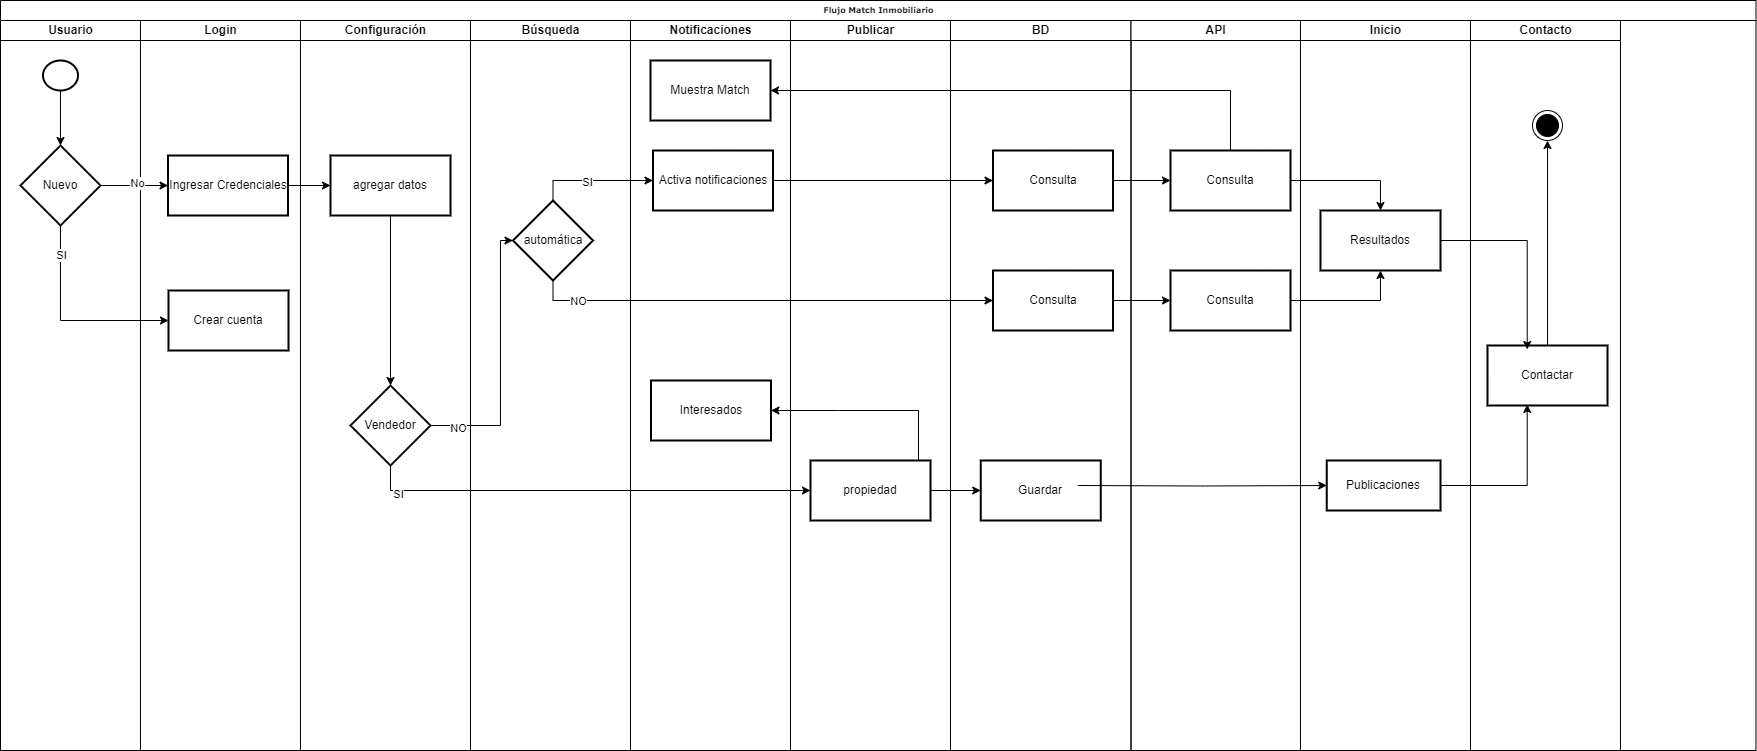 Flujo Match Inmobiliario
Usuario
Login
Configuración
Búsqueda
Notificaciones
Publicar
BD
API
Inicio
Contacto
Muestra Match
Nuevo
No
Ingresar Credenciales
agregar datos
SI
Activa notificaciones
Consulta
Consulta
automática
Resultados
SI
NO
Consulta
Consulta
Crear cuenta
Contactar
Interesados
Vendedor
NO
SI
propiedad
Guardar
Publicaciones